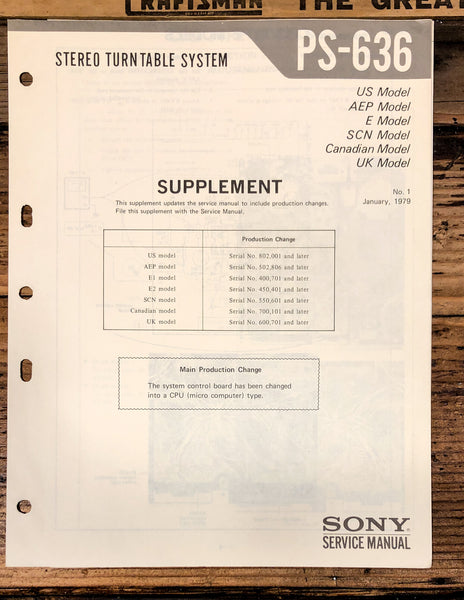 CRAFTSMAN THE GREAT
STEREO TURNTABLE SYSTEM
PS-636
US Model
AEP Model
E Model
SCN Model
Canadian Model
UK Model
SUPPLEMENT
No. 1
January, 1979
This supplement updates the service manual to include production changes.
File this supplement with the Service Manual.
Production Change
US model Serial No. 802,001 and later
AEP model Serial No. 502,806 and later
E1 model Serial No. 400,701 and later
E2 model Serial No. 450,401 and later
SCN model Serial No. 550,601 and later
Canadian model Serial No. 700,101 and later
UK model Serial No. 600,701 and later
Main Production Change
The system control board has been changed
into a CPU (micro computer) type.
SONY
SERVICE MANUAL